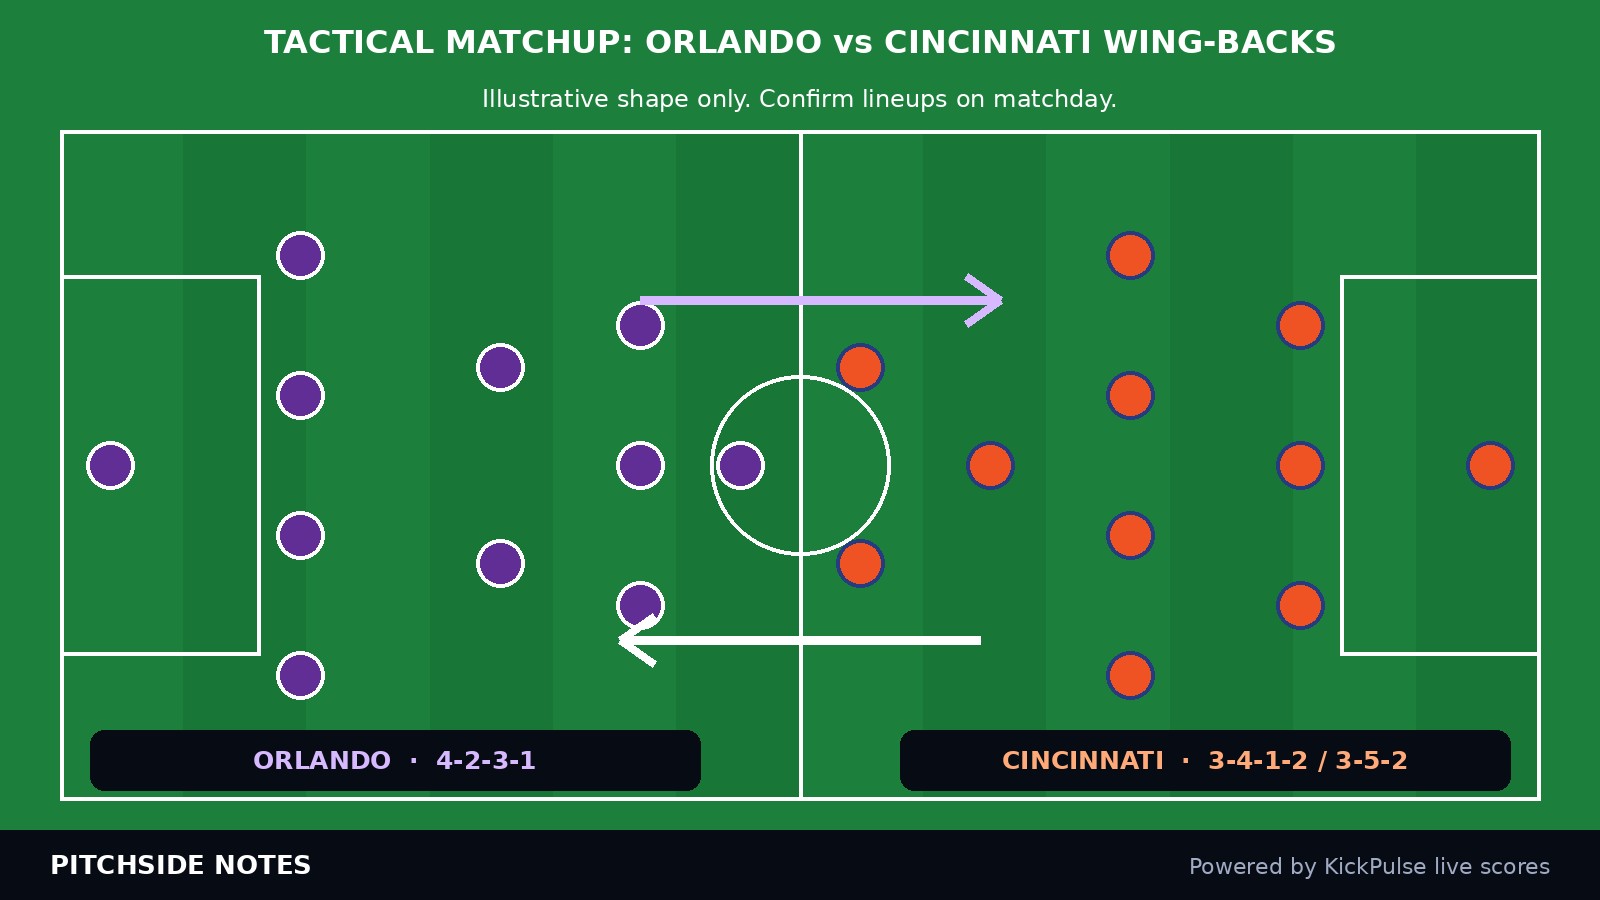 TACTICAL MATCHUP: ORLANDO vs CINCINNATI WING-BACKS
Illustrative shape only. Confirm lineups on matchday.
ORLANDO · 4-2-3-1
CINCINNATI · 3-4-1-2 / 3-5-2
PITCHSIDE NOTES
Powered by KickPulse live scores